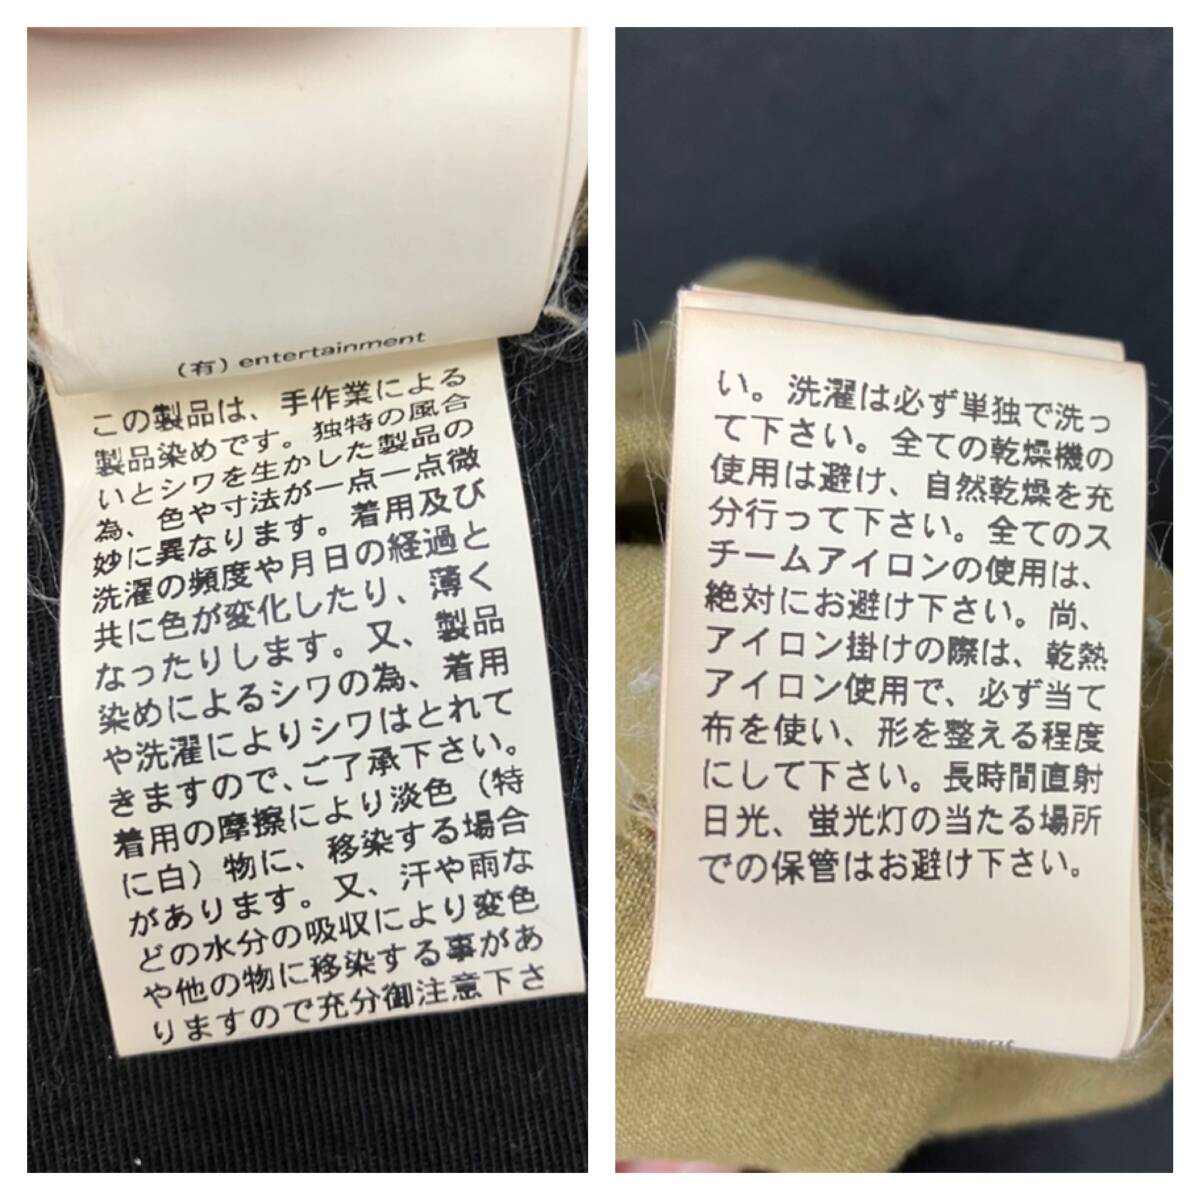 (有) entertainment
この製品は、手作業による
製品染めです。独特の風合
いとシワを生かした製品の
為、色や寸法が一点一点微
妙に異なります。着用及び
洗濯の頻度や月日の経過と
共に色が変化したり、薄く
なったりします。又、製品
染めによるシワの為、着用
や洗濯によりシワはとれて
きますので、ご了承下さい。
着用の摩擦により淡色(特
に白)物に、移染する場合
があります。又、汗や雨な
どの水分の吸収により変色
や他の物に移染する事があ
りますので充分御注意下さ
い。洗濯は必ず単独で洗っ
て下さい。全ての乾燥機の
使用は避け、自然乾燥を充
分行って下さい。全てのス
チームアイロンの使用は、
絶対にお避け下さい。尚、
アイロン掛けの際は、乾熱
アイロン使用で、必ず当て
布を使い、形を整える程度
にして下さい。長時間直射
日光、蛍光灯の当たる場所
での保管はお避け下さい。